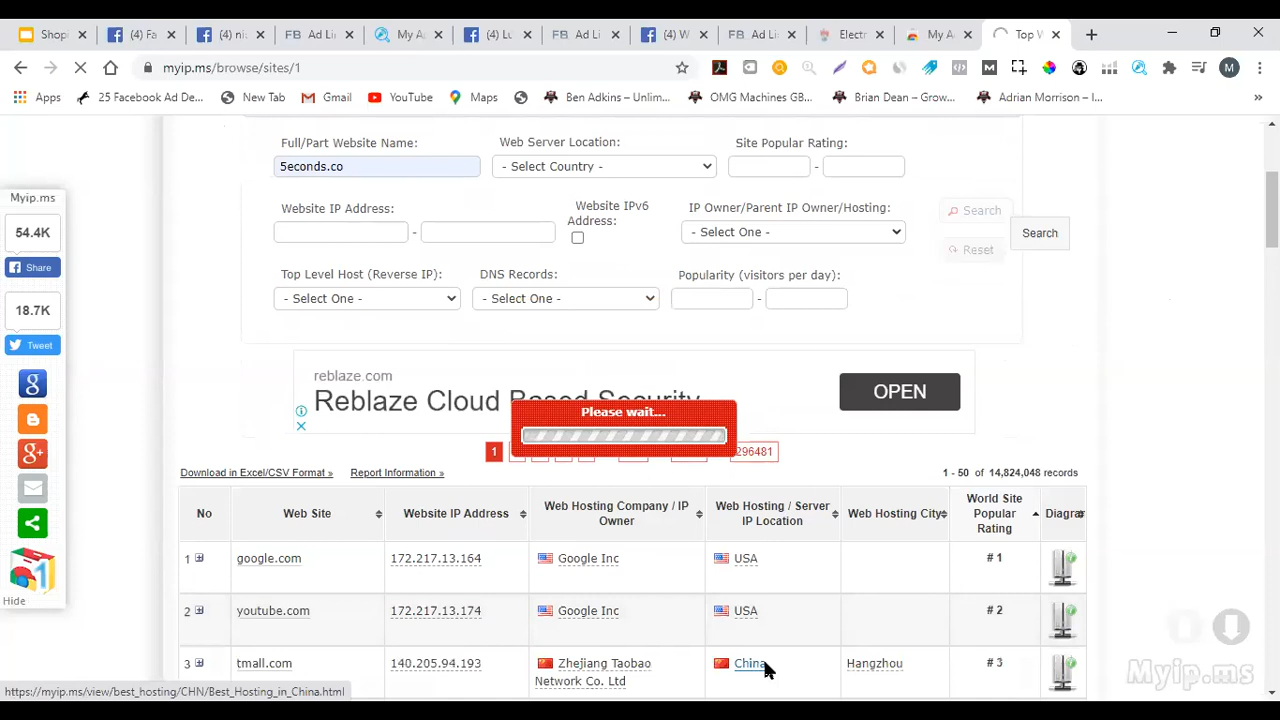 Shop
(4) Fa
(4) ni
Ad Li
My A
(4) Lu
Ad Li
(4) W
Ad Li
Electr
My A
Top W
myip.ms/browse/sites/1
M
Apps
25 Facebook Ad De...
New Tab
Gmail
YouTube
Maps
Ben Adkins – Unlim...
OMG Machines GB...
Brian Dean – Grow...
Adrian Morrison – I...
»
Full/Part Website Name:
Web Server Location:
Site Popular Rating:
5econds.co
- Select Country -
-
Website IP Address:
Website IPv6
Address:
IP Owner/Parent IP Owner/Hosting:
-
- Select One -
Search
Search
Reset
Top Level Host (Reverse IP):
DNS Records:
Popularity (visitors per day):
- Select One -
- Select One -
-
Myip.ms
54.4K
Share
18.7K
Tweet
Hide
reblaze.com
Reblaze Cloud Based Security
OPEN
Please wait...
1
296481
Download in Excel/CSV Format »
Report Information »
1 - 50 of 14,824,048 records
No
Web Site
Website IP Address
Web Hosting Company / IP
Owner
Web Hosting / Server
IP Location
Web Hosting City
World Site
Popular
Rating
Diagra
1
google.com
172.217.13.164
Google Inc
USA
# 1
2
youtube.com
172.217.13.174
Google Inc
USA
# 2
3
tmall.com
140.205.94.193
Zhejiang Taobao
Network Co. Ltd
China
Hangzhou
# 3
https://myip.ms/view/best_hosting/CHN/Best_Hosting_in_China.html
Myip.ms